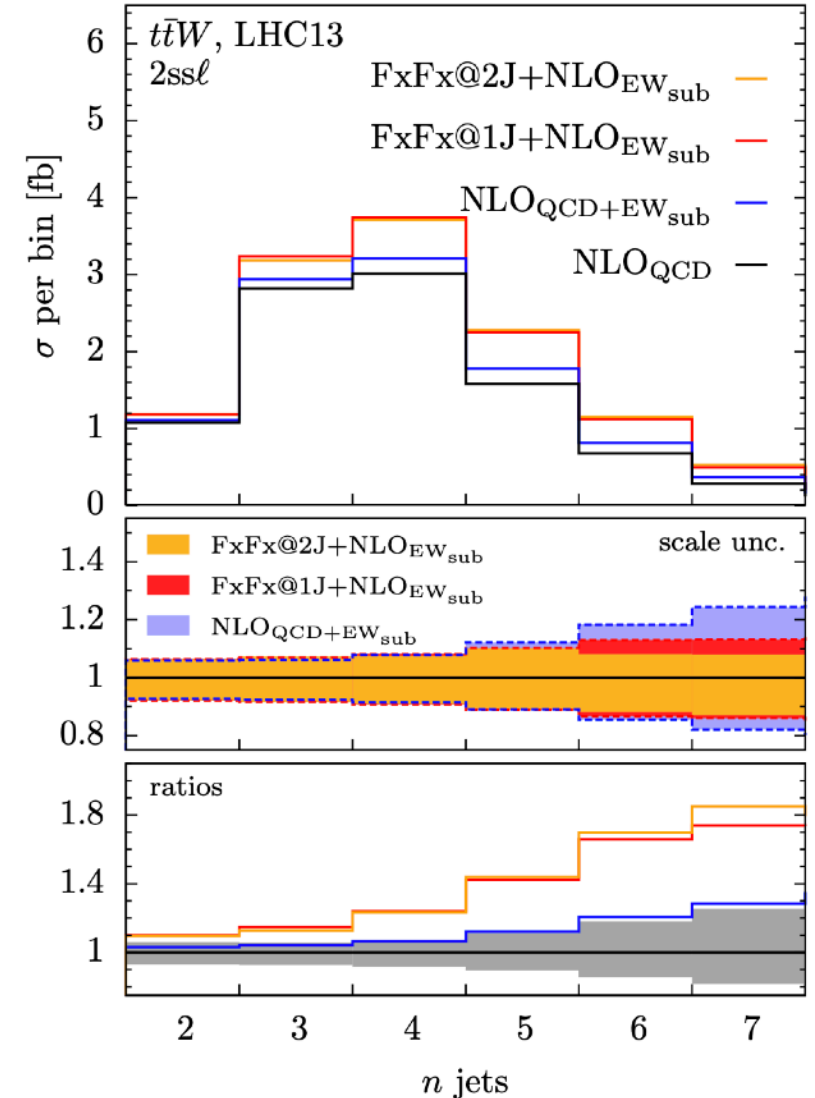 tt̄W, LHC13
2ssℓ
FxFx@2J+NLO_EW_sub
FxFx@1J+NLO_EW_sub
NLO_QCD+EW_sub
NLO_QCD
σ per bin [fb]
6
5
4
3
2
1
0
FxFx@2J+NLO_EW_sub
scale unc.
FxFx@1J+NLO_EW_sub
NLO_QCD+EW_sub
1.4
1.2
1
0.8
ratios
1.8
1.4
1
2 3 4 5 6 7
n jets